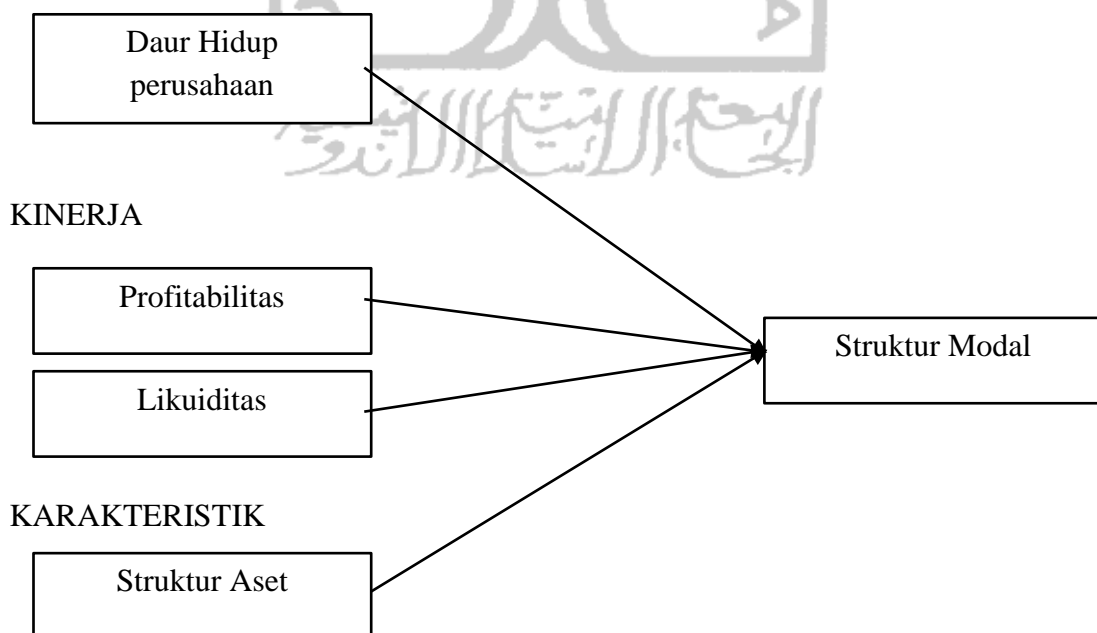 Daur Hidup
perusahaan
KINERJA
Profitabilitas
Struktur Modal
Likuiditas
KARAKTERISTIK
Struktur Aset